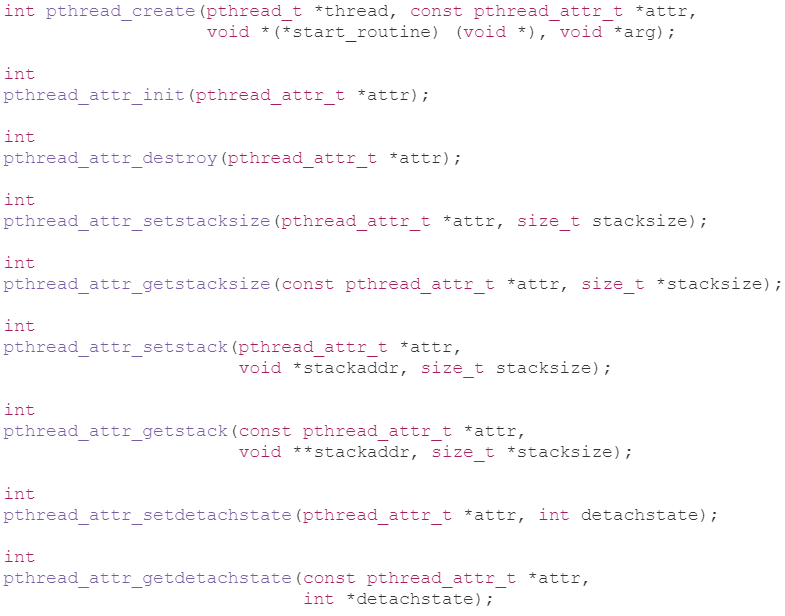 int pthread_create(pthread_t *thread, const pthread_attr_t *attr,
void *(*start_routine) (void *), void *arg);
int
pthread_attr_init(pthread_attr_t *attr);
int
pthread_attr_destroy(pthread_attr_t *attr);
int
pthread_attr_setstacksize(pthread_attr_t *attr, size_t stacksize);
int
pthread_attr_getstacksize(const pthread_attr_t *attr, size_t *stacksize);
int
pthread_attr_setstack(pthread_attr_t *attr,
void *stackaddr, size_t stacksize);
int
pthread_attr_getstack(const pthread_attr_t *attr,
void **stackaddr, size_t *stacksize);
int
pthread_attr_setdetachstate(pthread_attr_t *attr, int detachstate);
int
pthread_attr_getdetachstate(const pthread_attr_t *attr,
int *detachstate);